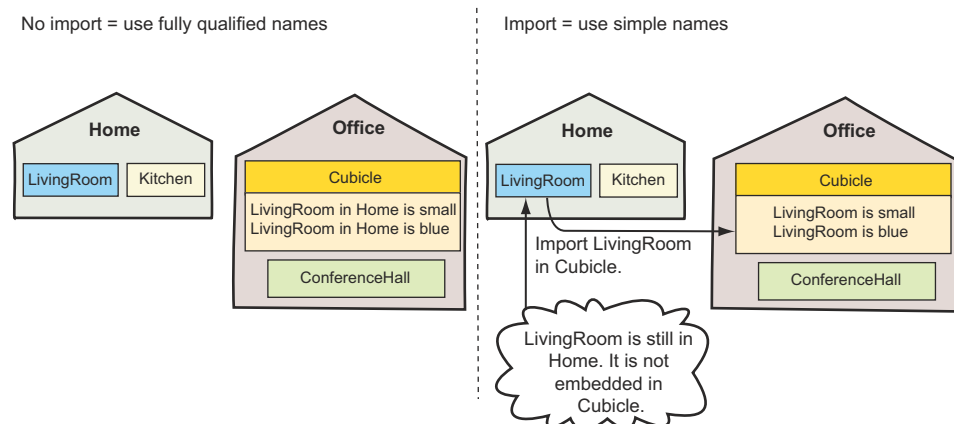 No import = use fully qualified names
Home
LivingRoom
Kitchen
Office
Cubicle
LivingRoom in Home is small
LivingRoom in Home is blue
ConferenceHall
Import = use simple names
Home
LivingRoom
Kitchen
Import LivingRoom
in Cubicle.
Office
Cubicle
LivingRoom is small
LivingRoom is blue
ConferenceHall
LivingRoom is still in
Home. It is not
embedded in
Cubicle.